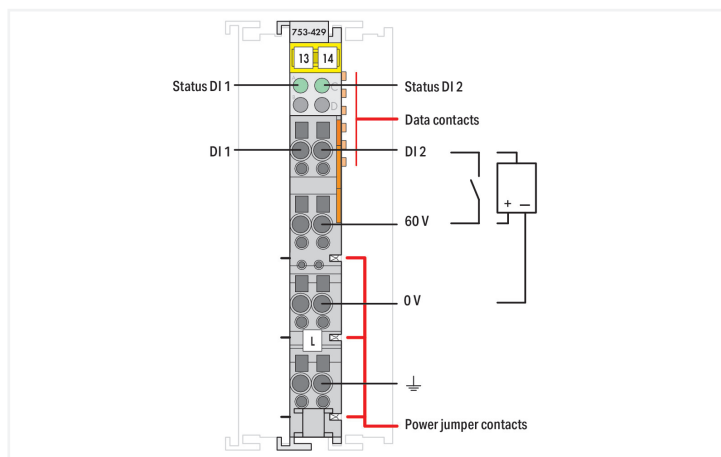 753-429
13 14
Status DI 1
C
Status DI 2
D
Data contacts
DI 1
DI 2
60 V
+ −
0 V
L
Power jumper contacts